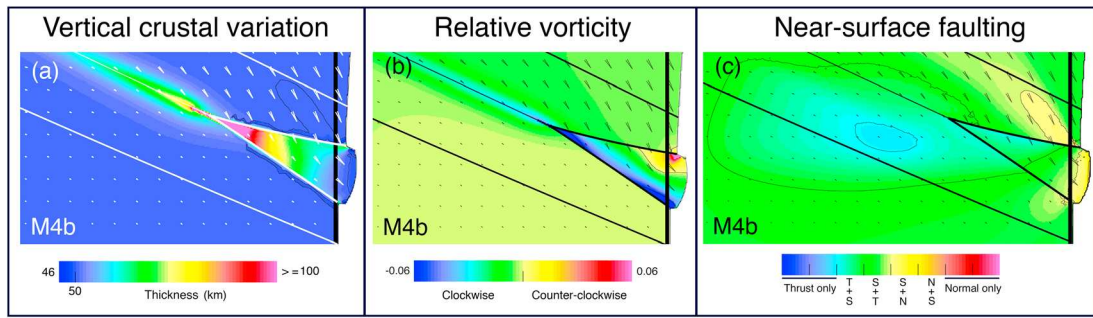 Vertical crustal variation
Relative vorticity
Near-surface faulting
(a)
(b)
(c)
M4b
M4b
M4b
46
>=100
50
Thickness (km)
-0.06
0.06
Clockwise
Counter-clockwise
Thrust only
T + S
S + T
S + N
N + S
Normal only